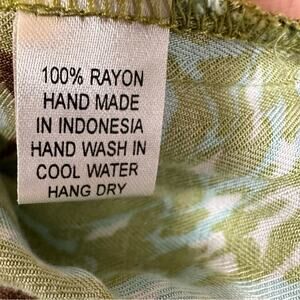 100% RAYON
HAND MADE
IN INDONESIA
HAND WASH IN
COOL WATER
HANG DRY